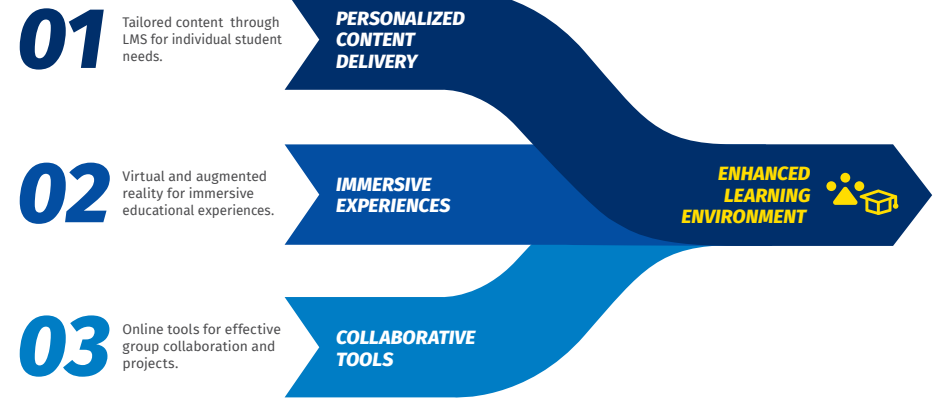 01
Tailored content through
LMS for individual student
needs.
PERSONALIZED
CONTENT
DELIVERY
02
Virtual and augmented
reality for immersive
educational experiences.
IMMERSIVE
EXPERIENCES
03
Online tools for effective
group collaboration and
projects.
COLLABORATIVE
TOOLS
ENHANCED
LEARNING
ENVIRONMENT